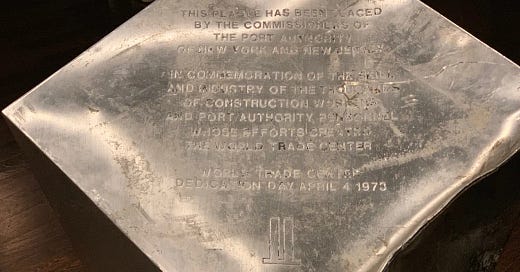 THIS PLAQUE HAS BEEN PLACED
BY THE COMMISSIONERS OF
THE PORT AUTHORITY
OF NEW YORK AND NEW JERSEY
IN COMMEMORATION OF THE SKILL
AND INDUSTRY OF THE THOUSANDS
OF CONSTRUCTION WORKERS
AND PORT AUTHORITY PERSONNEL
WHOSE EFFORTS CREATED
THE WORLD TRADE CENTER
WORLD TRADE CENTER
DEDICATION DAY APRIL 4 1973